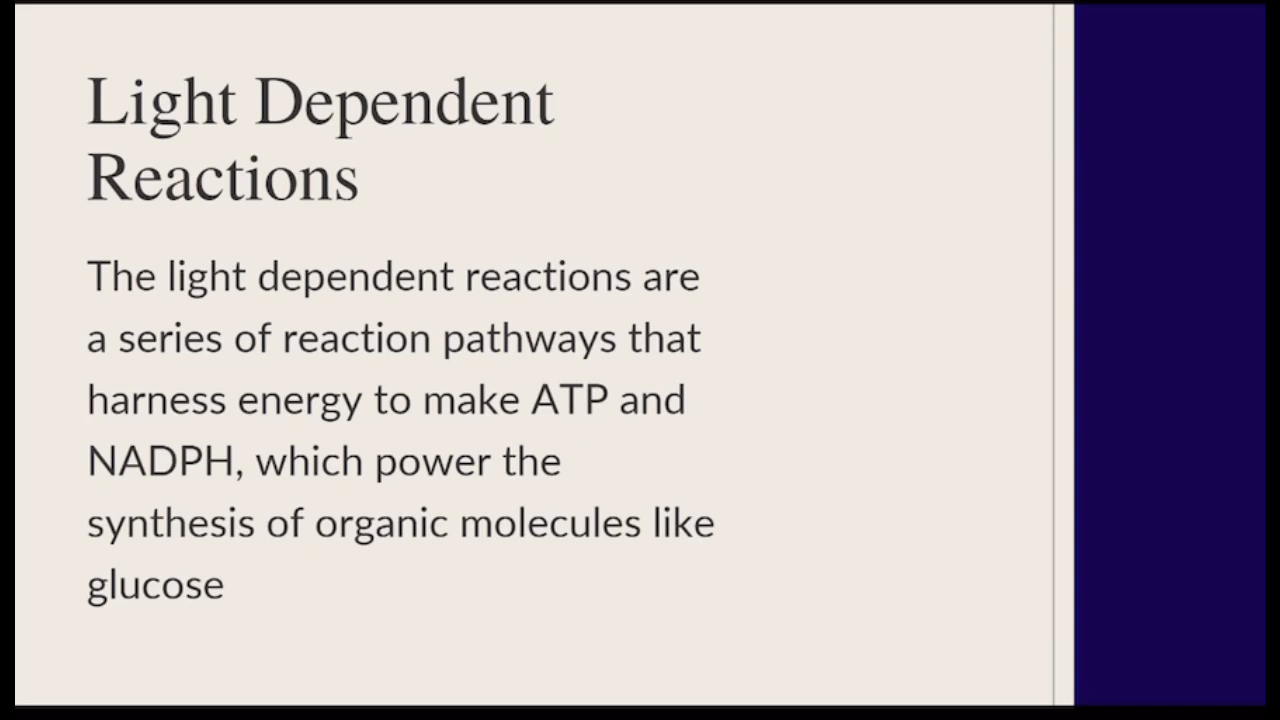 Light Dependent
Reactions
The light dependent reactions are
a series of reaction pathways that
harness energy to make ATP and
NADPH, which power the
synthesis of organic molecules like
glucose